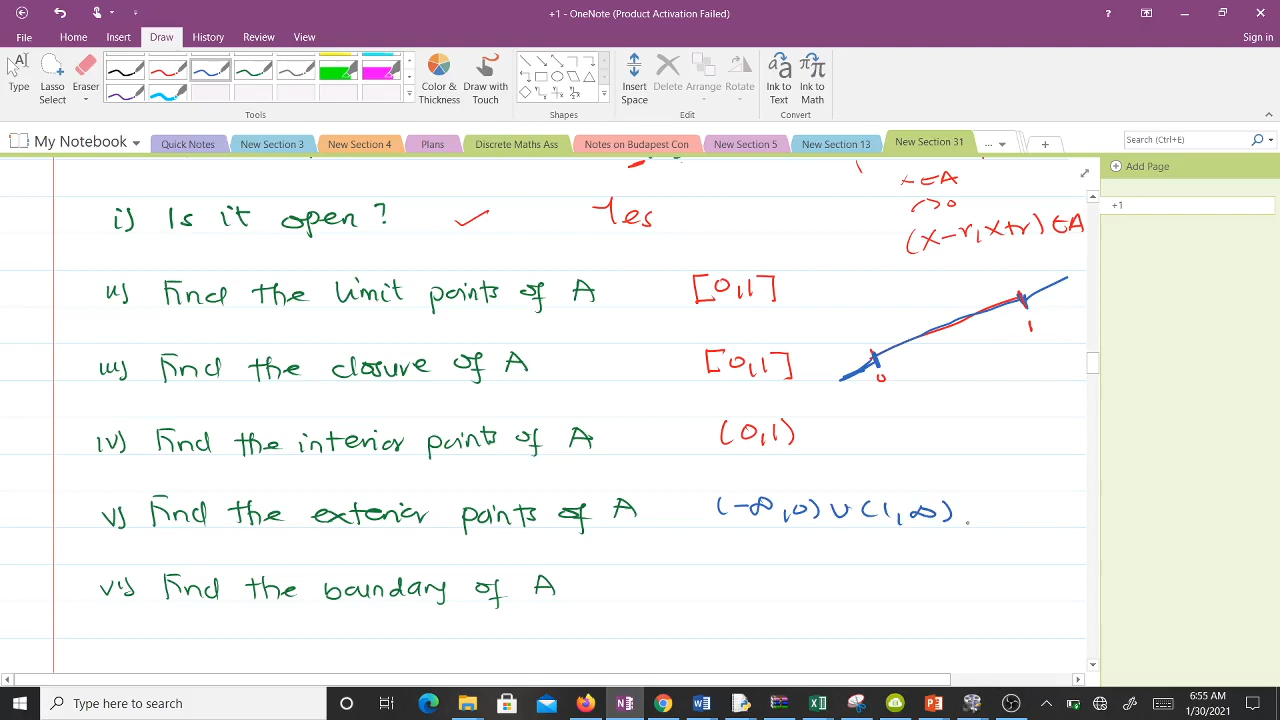 +1 - OneNote (Product Activation Failed)
File Home Insert Draw History Review View Sign in
Type Lasso Select Eraser Color & Thickness Draw with Touch Insert Space Delete Arrange Rotate Ink to Text Ink to Math
Tools Shapes Edit Convert
My Notebook Quick Notes New Section 3 New Section 4 Plans Discrete Maths Ass Notes on Budapest Con New Section 5 New Section 13 New Section 31 ... + Search (Ctrl+E)
Add Page
+1
x ∈ A
r>0
(x-r, x+r) ∈ A
i) Is it open? ✓ Yes
ii) Find the limit points of A [0,1]
0 1
iii) Find the closure of A [0,1]
iv) Find the interior points of A (0,1)
v) Find the exterior points of A (-∞,0) ∪ (1,∞)
vi) Find the boundary of A
Type here to search
6:55 AM
1/30/2021